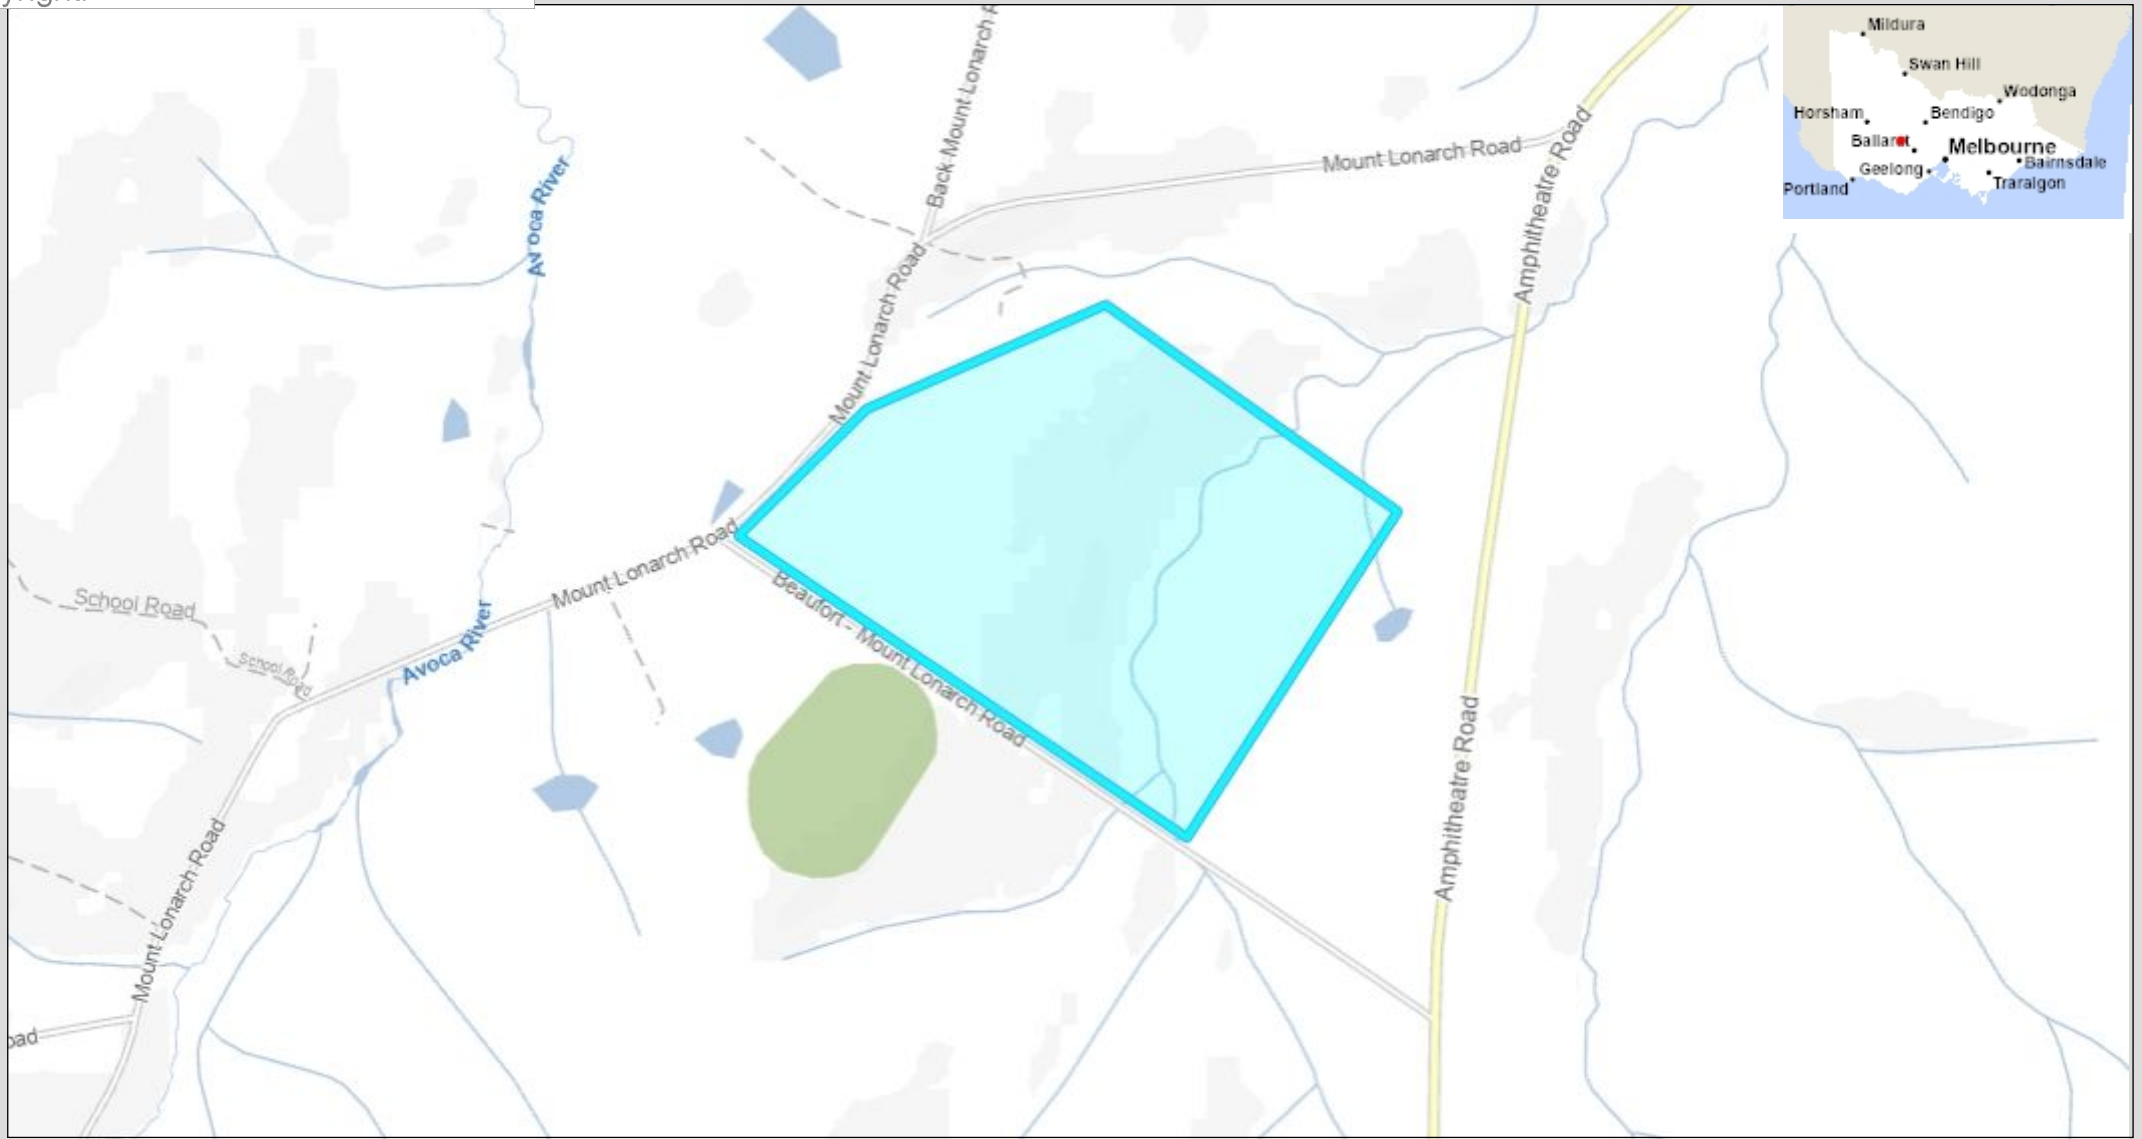 Mildura
Swan Hill
Wodonga
Horsham
Bendigo
Ballarat
Melbourne
Bairnsdale
Geelong
Traralgon
Portland
Back Mount Lonarch
Mount Lonarch Road
Amphitheatre Road
Avoca River
Mount Lonarch Road
Mount Lonarch Road
Beaufort - Mount Lonarch Road
School Road
School Road
Avoca River
Amphitheatre Road
Mount Lonarch Road
oad